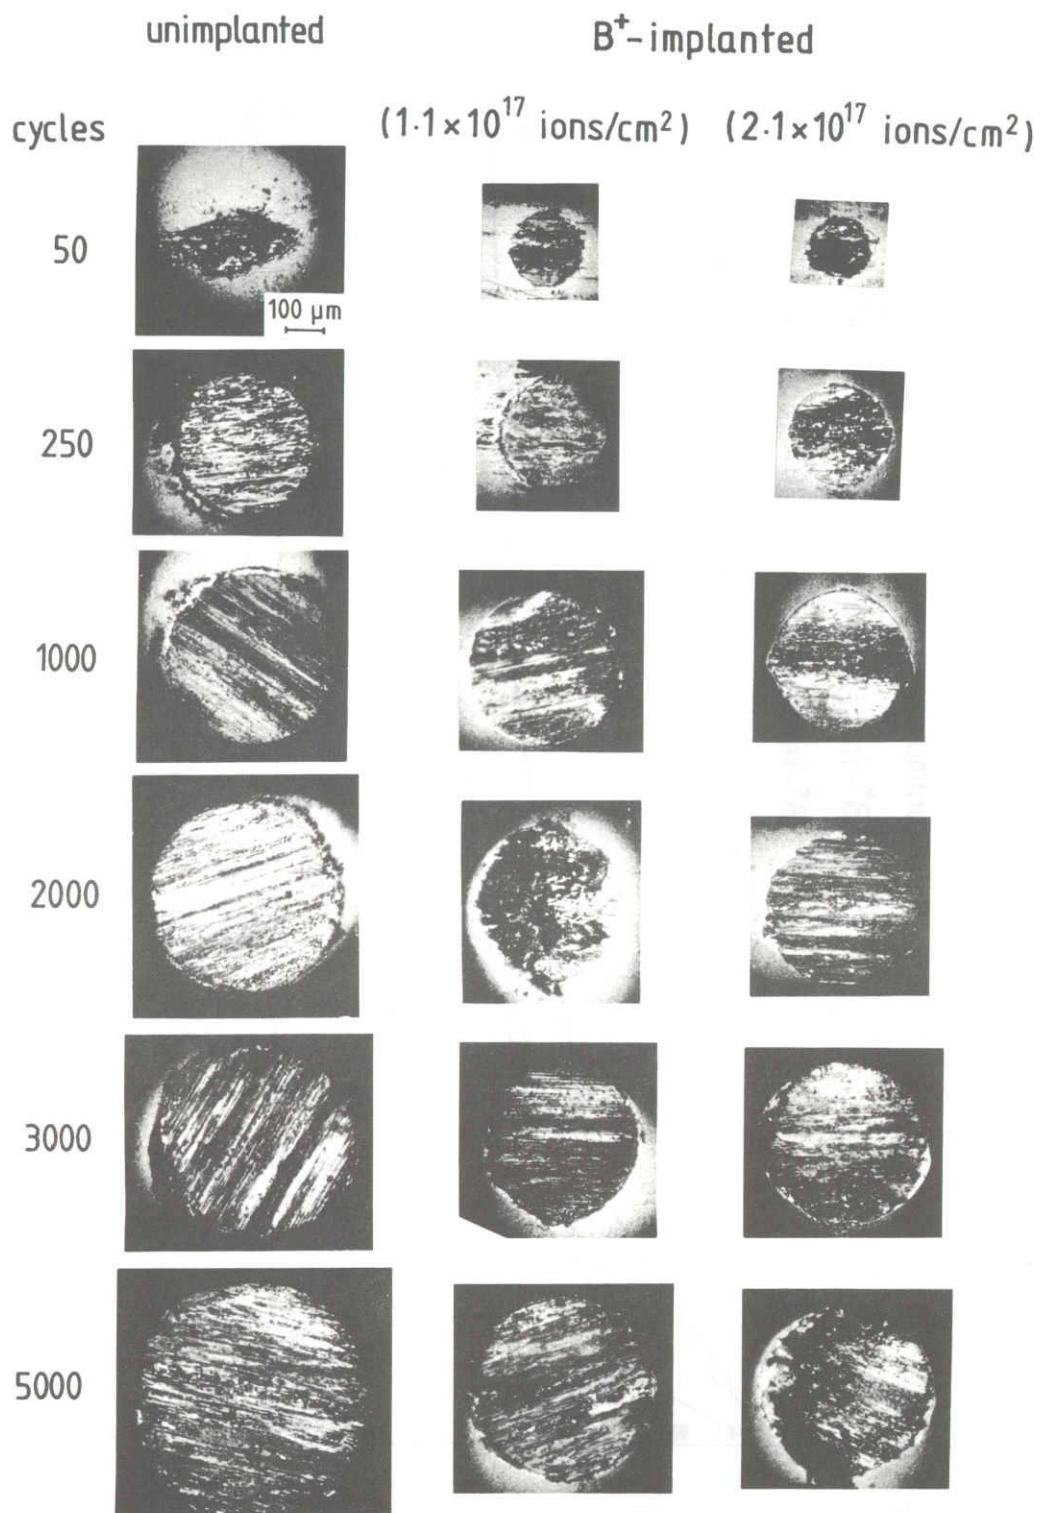 unimplanted
B⁺-implanted
cycles
(1.1×10¹⁷ ions/cm²) (2.1×10¹⁷ ions/cm²)
50
100 µm
250
1000
2000
3000
5000